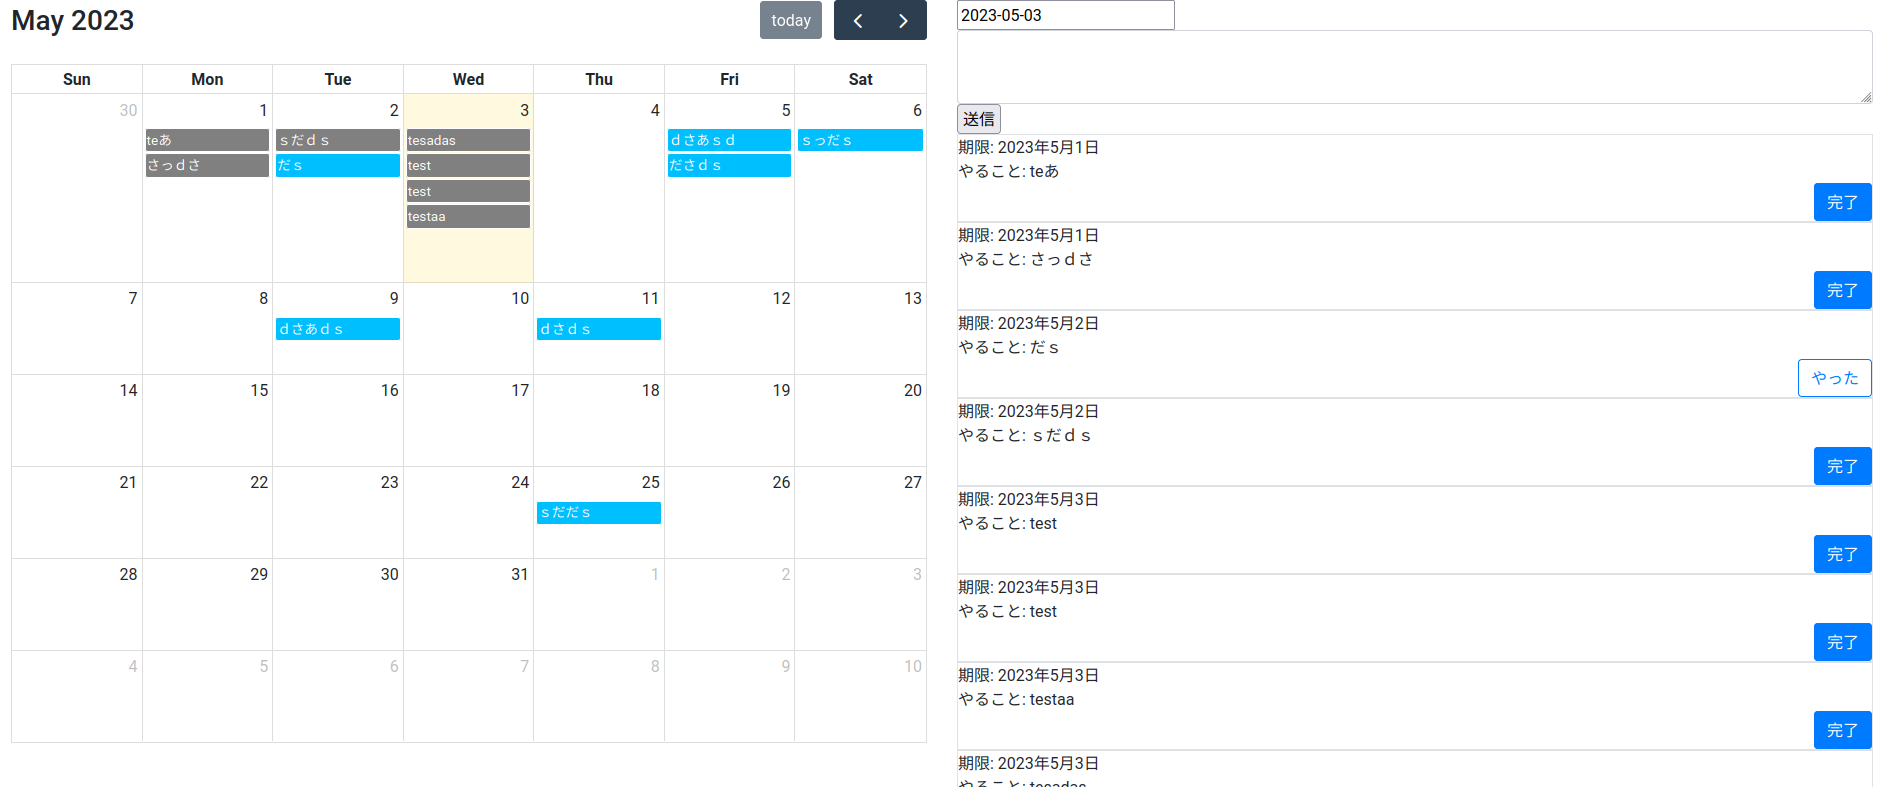 May 2023
today
Sun Mon Tue Wed Thu Fri Sat
30 1 2 3 4 5 6
teあ ｓだｄｓ tesadas ｄさあｓｄ ｓっだｓ
さっｄさ だｓ test ださｄｓ
test
testaa
7 8 9 10 11 12 13
ｄさあｄｓ ｄさｄｓ
14 15 16 17 18 19 20
21 22 23 24 25 26 27
ｓだだｓ
28 29 30 31 1 2 3
4 5 6 7 8 9 10
2023-05-03
送信
期限: 2023年5月1日
やること: teあ
完了
期限: 2023年5月1日
やること: さっｄさ
完了
期限: 2023年5月2日
やること: だｓ
やった
期限: 2023年5月2日
やること: ｓだｄｓ
完了
期限: 2023年5月3日
やること: test
完了
期限: 2023年5月3日
やること: test
完了
期限: 2023年5月3日
やること: testaa
完了
期限: 2023年5月3日
やること: tesadas